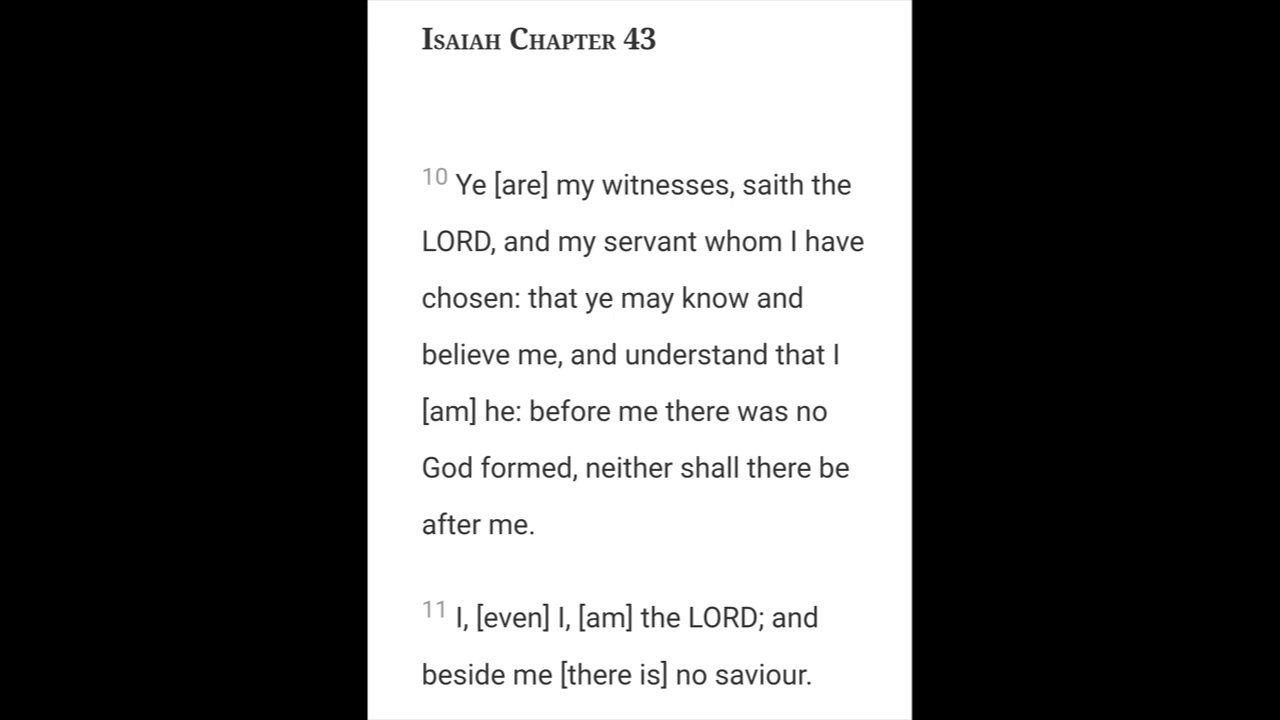 Isaiah Chapter 43
10 Ye [are] my witnesses, saith the
LORD, and my servant whom I have
chosen: that ye may know and
believe me, and understand that I
[am] he: before me there was no
God formed, neither shall there be
after me.
11 I, [even] I, [am] the LORD; and
beside me [there is] no saviour.